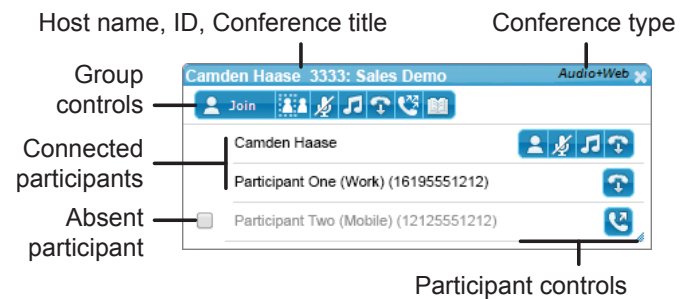 Host name, ID, Conference title
Conference type
Group
controls
Camden Haase 3333: Sales Demo
Audio+Web
Join
Connected
participants
Camden Haase
Participant One (Work) (16195551212)
Absent
participant
Participant Two (Mobile) (12125551212)
Participant controls